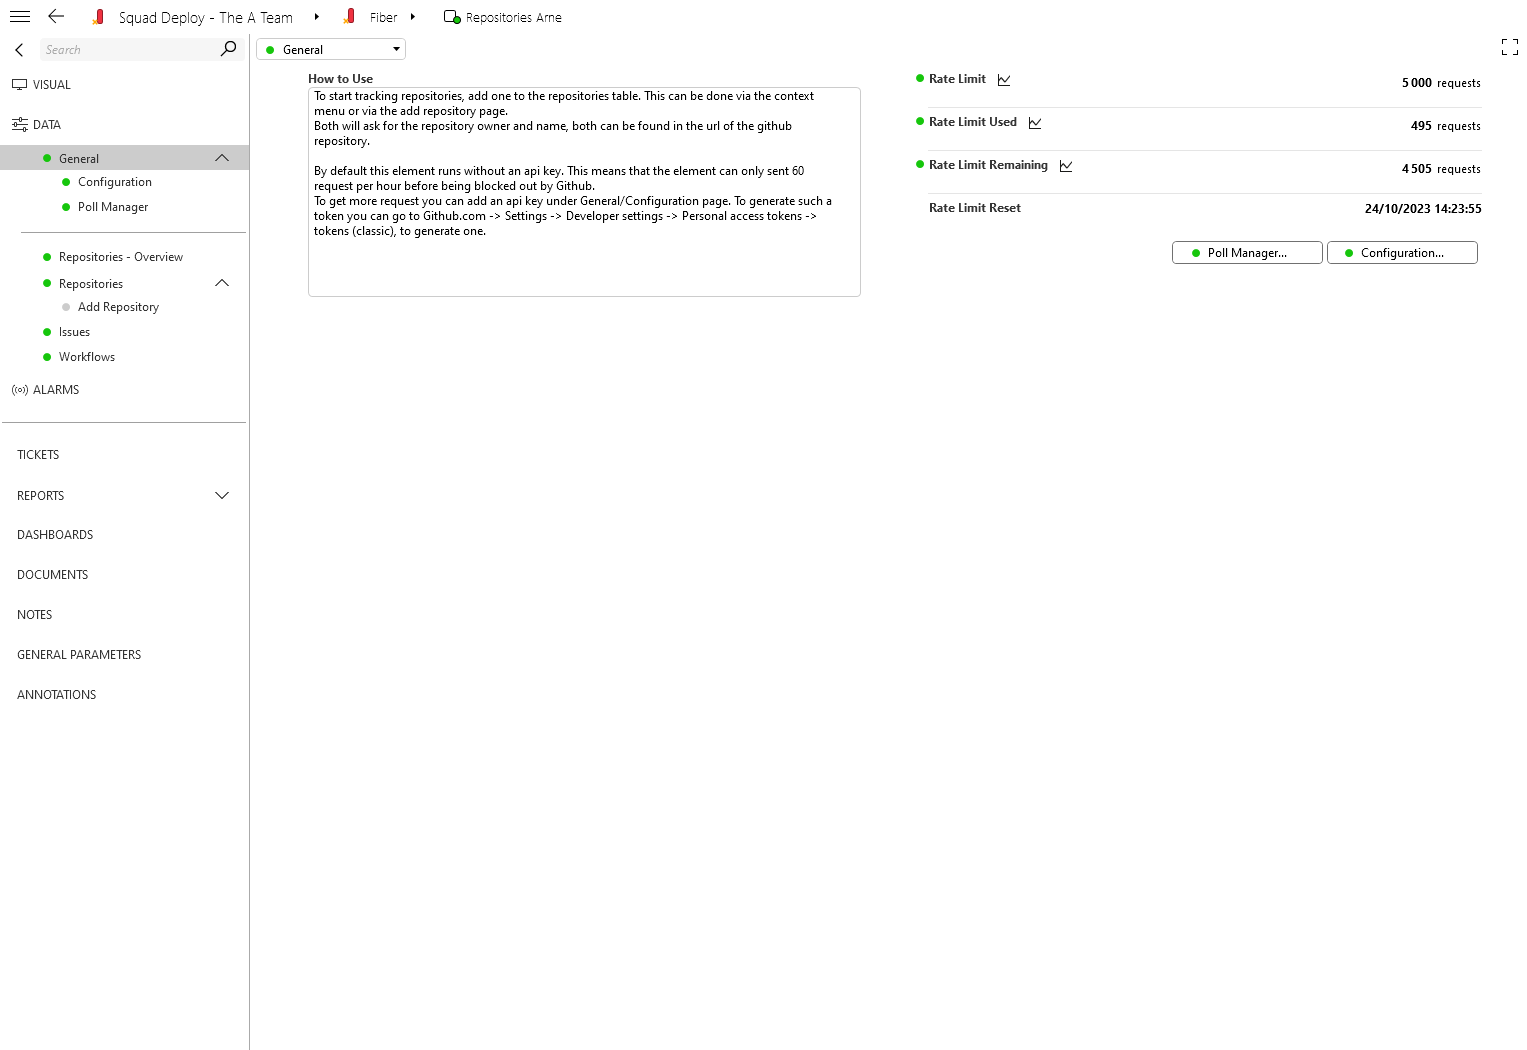 Squad Deploy - The A Team
Fiber
Repositories Arne
Search
General
VISUAL
DATA
General
Configuration
Poll Manager
Repositories - Overview
Repositories
Add Repository
Issues
Workflows
ALARMS
TICKETS
REPORTS
DASHBOARDS
DOCUMENTS
NOTES
GENERAL PARAMETERS
ANNOTATIONS
How to Use
To start tracking repositories, add one to the repositories table. This can be done via the context
menu or via the add repository page.
Both will ask for the repository owner and name, both can be found in the url of the github
repository.
By default this element runs without an api key. This means that the element can only sent 60
request per hour before being blocked out by Github.
To get more request you can add an api key under General/Configuration page. To generate such a
token you can go to Github.com -> Settings -> Developer settings -> Personal access tokens ->
tokens (classic), to generate one.
Rate Limit 5 000 requests
Rate Limit Used 495 requests
Rate Limit Remaining 4 505 requests
Rate Limit Reset 24/10/2023 14:23:55
Poll Manager... Configuration...